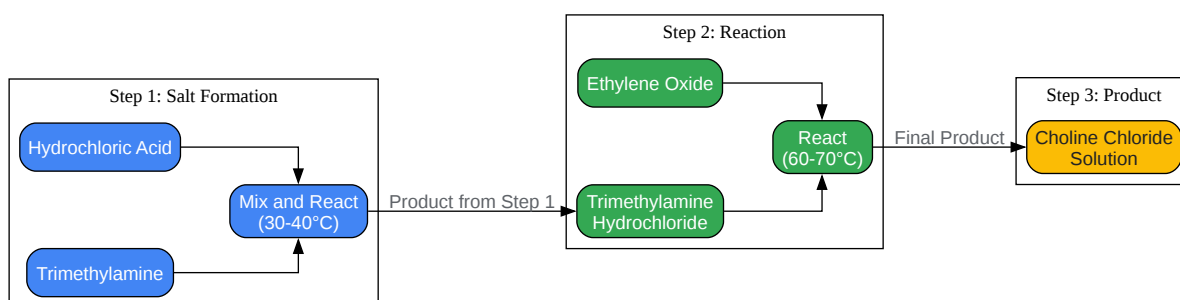 Step 1: Salt Formation
Hydrochloric Acid
Trimethylamine
Mix and React
(30-40°C)
Product from Step 1
Step 2: Reaction
Ethylene Oxide
Trimethylamine
Hydrochloride
React
(60-70°C)
Final Product
Step 3: Product
Choline Chloride
Solution